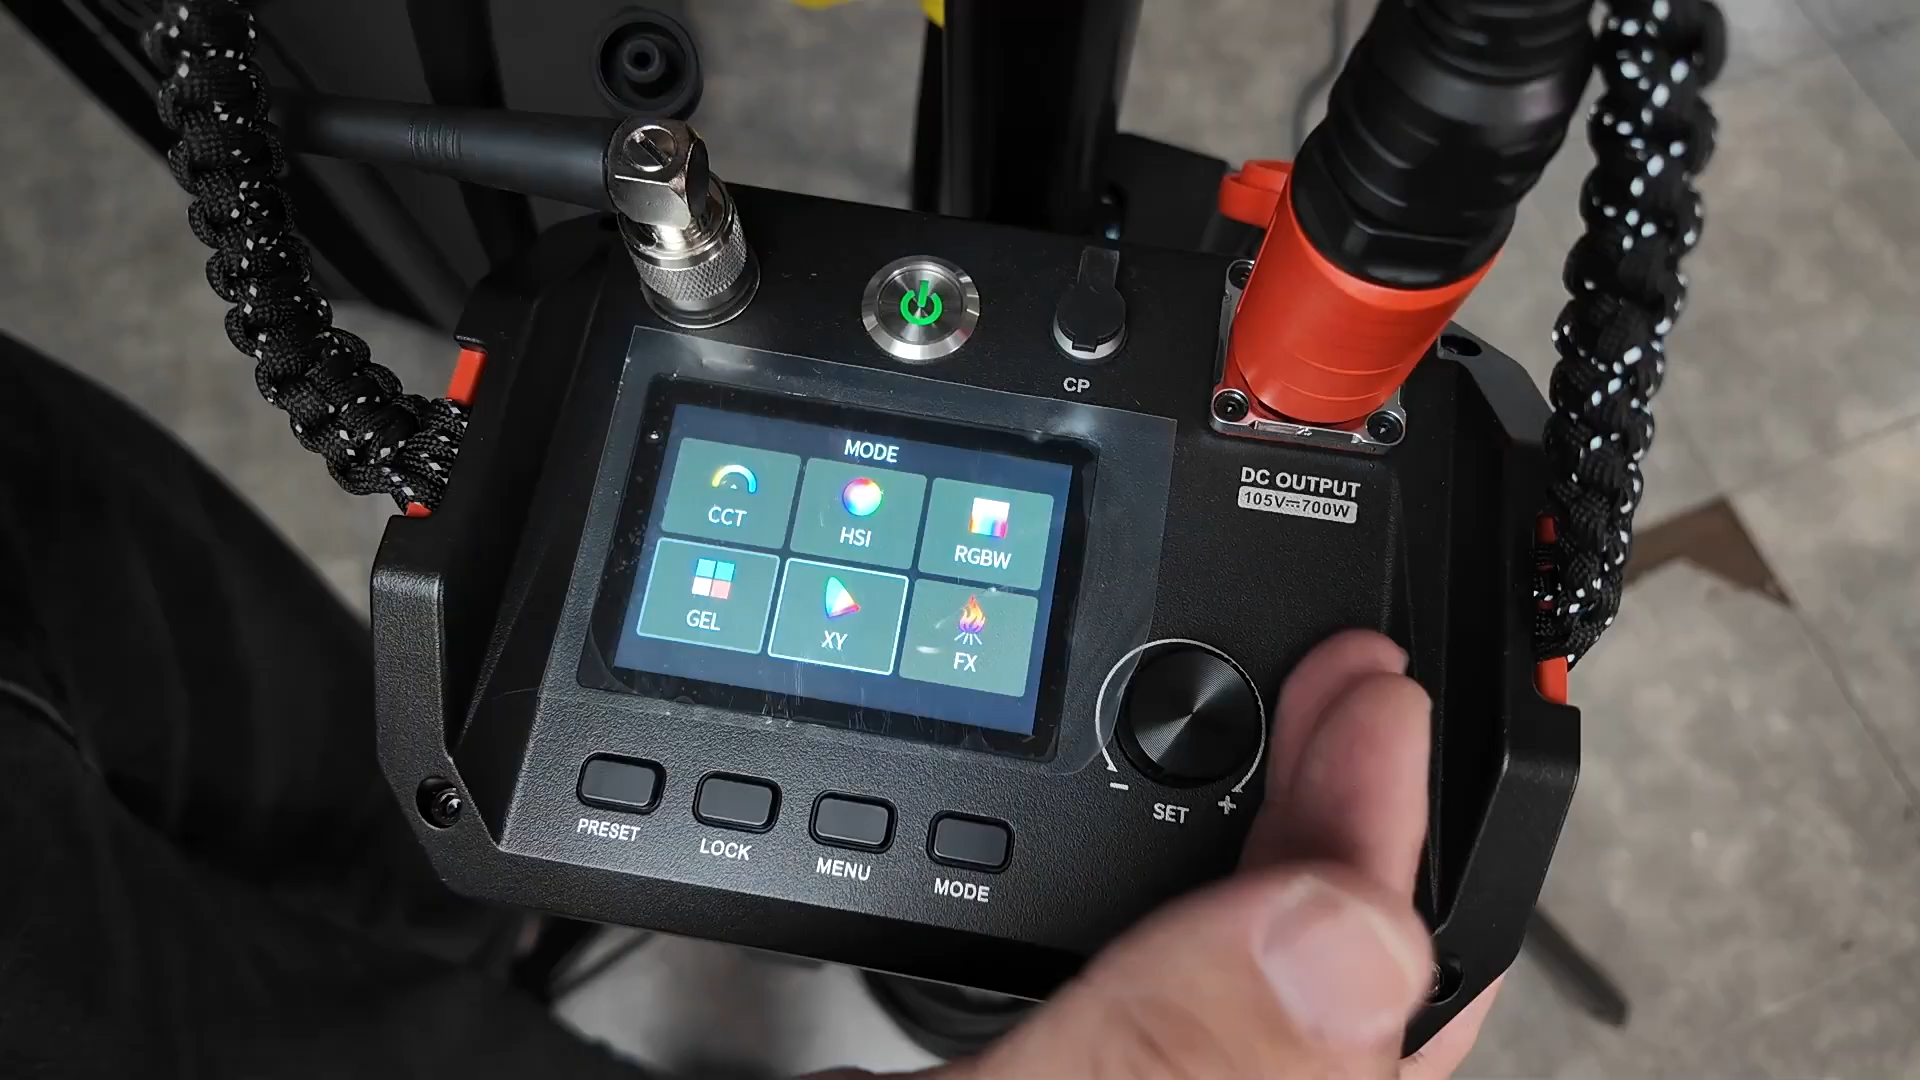 CP
DC OUTPUT
105V⎓700W
MODE
CCT
HSI
RGBW
GEL
XY
FX
SET
PRESET
LOCK
MENU
MODE